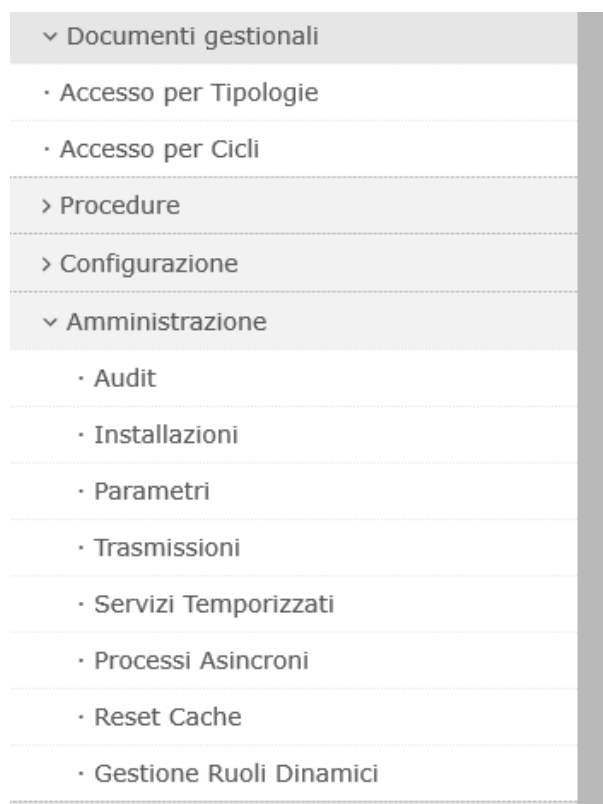 Documenti gestionali
· Accesso per Tipologie
· Accesso per Cicli
Procedure
Configurazione
Amministrazione
· Audit
· Installazioni
· Parametri
· Trasmissioni
· Servizi Temporizzati
· Processi Asincroni
· Reset Cache
· Gestione Ruoli Dinamici